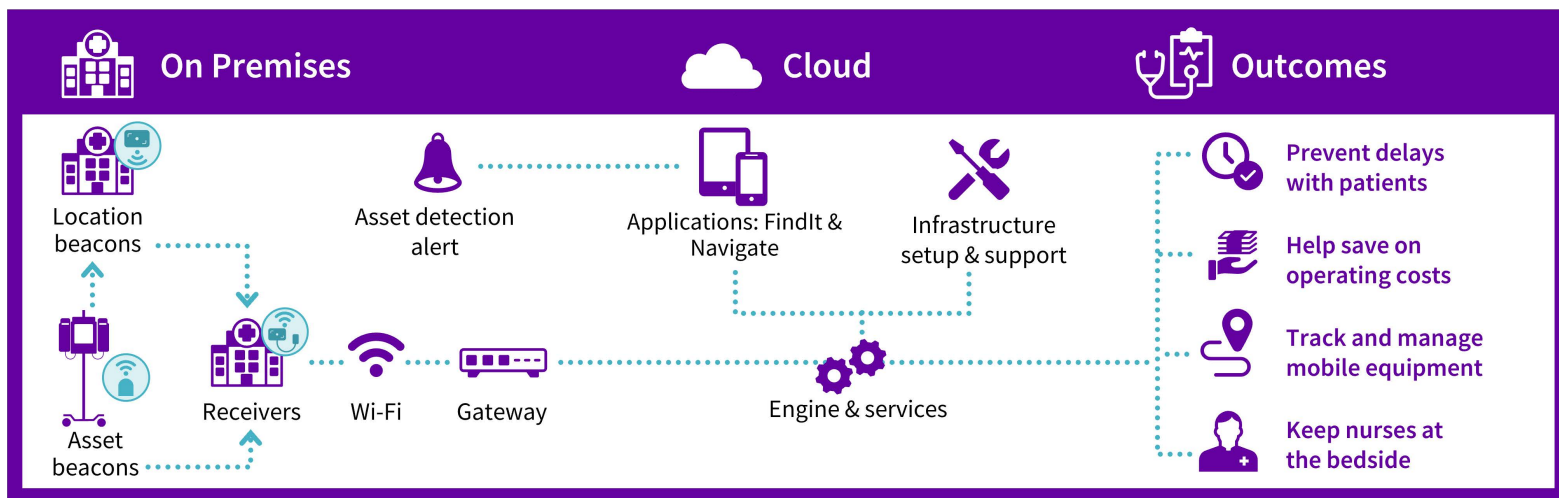 On Premises
Cloud
Outcomes
Location
beacons
Asset detection
alert
Applications: FindIt &
Navigate
Infrastructure
setup & support
Asset
beacons
Receivers
Wi-Fi
Gateway
Engine & services
Prevent delays
with patients
Help save on
operating costs
Track and manage
mobile equipment
Keep nurses at
the bedside